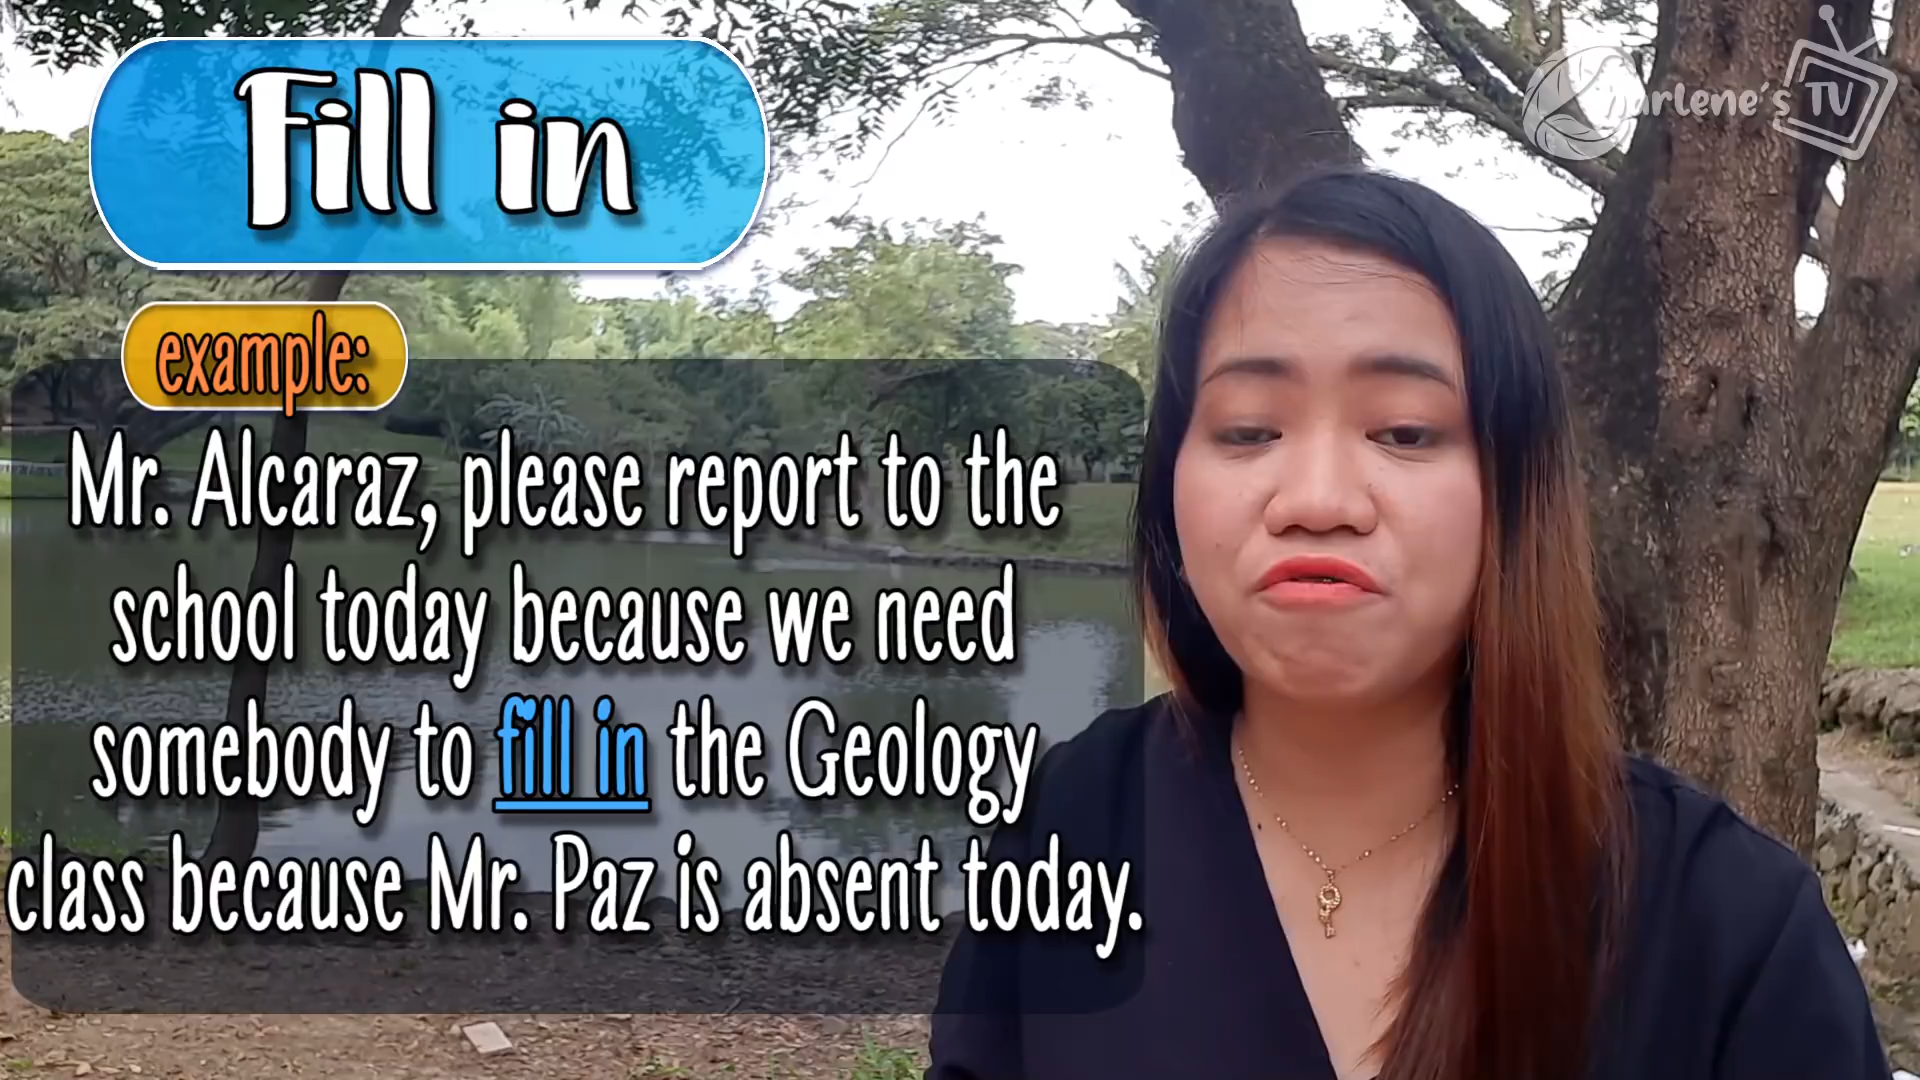 Fill in
Charlene's TV
example:
Mr. Alcaraz, please report to the
school today because we need
somebody to fill in the Geology
class because Mr. Paz is absent today.